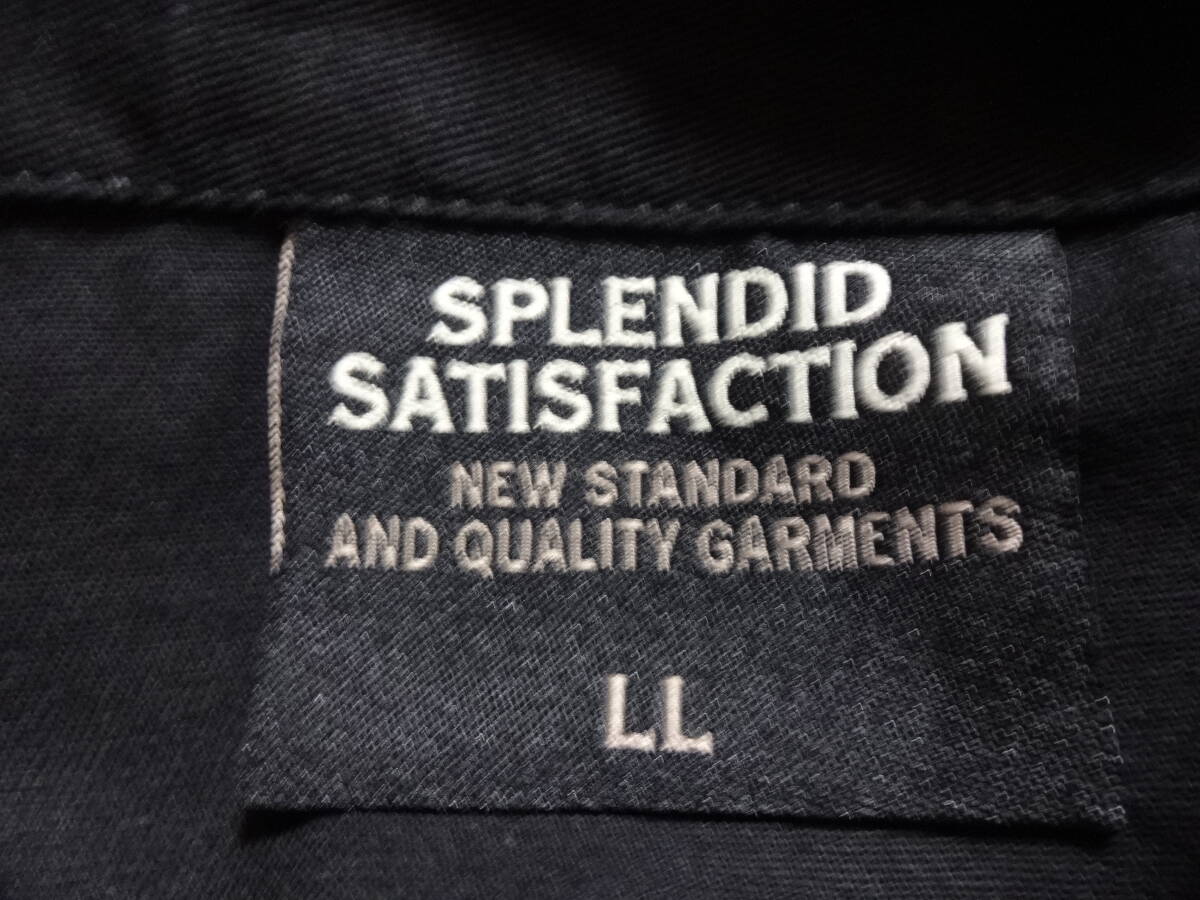 SPLENDID
SATISFACTION
NEW STANDARD
AND QUALITY GARMENTS
LL